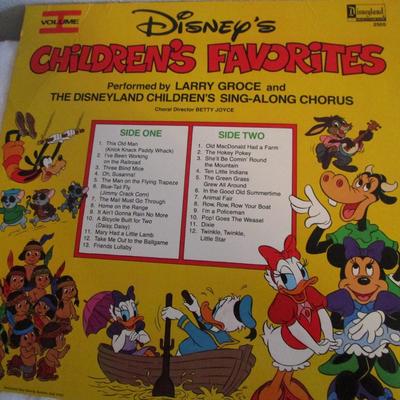 VOLUME
Disney's
Disneyland
2505
CHILDREN'S FAVORITES
Performed by LARRY GROCE and
THE DISNEYLAND CHILDREN'S SING-ALONG CHORUS
Choral Director BETTY JOYCE
SIDE ONE
1. This Old Man
(Knick Knack Paddy Whack)
2. I've Been Working
on the Railroad
3. Three Blind Mice
4. Oh, Susanna!
5. The Man on the Flying Trapeze
6. Blue-Tail Fly
(Jimmy Crack Corn)
7. The Mail Must Go Through
8. Home on the Range
9. It Ain't Gonna Rain No More
10. A Bicycle Built for Two
(Daisy, Daisy)
11. Mary Had a Little Lamb
12. Take Me Out to the Ballgame
13. Friends Lullaby
SIDE TWO
1. Old MacDonald Had a Farm
2. The Hokey Pokey
3. She'll Be Comin' Round
the Mountain
4. Ten Little Indians
5. The Green Grass
Grew All Around
6. In the Good Old Summertime
7. Animal Fair
8. Row, Row, Row Your Boat
9. I'm a Policeman
10. Pop! Goes The Weasel
11. Dixie
12. Twinkle, Twinkle,
Little Star